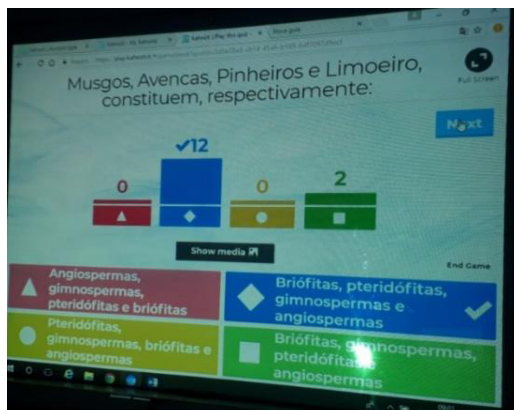 Musgos, Avencas, Pinheiros e Limoeiro,
constituem, respectivamente:
Full Screen
Next
0
12
0
2
Show media
End Game
Angiospermas,
gimnospermas,
pteridófitas e briófitas
Briófitas, pteridófitas,
gimnospermas e
angiospermas
Pteridófitas,
gimnospermas, briófitas e
angiospermas
Briófitas, gimnospermas,
pteridófitas e
angiospermas